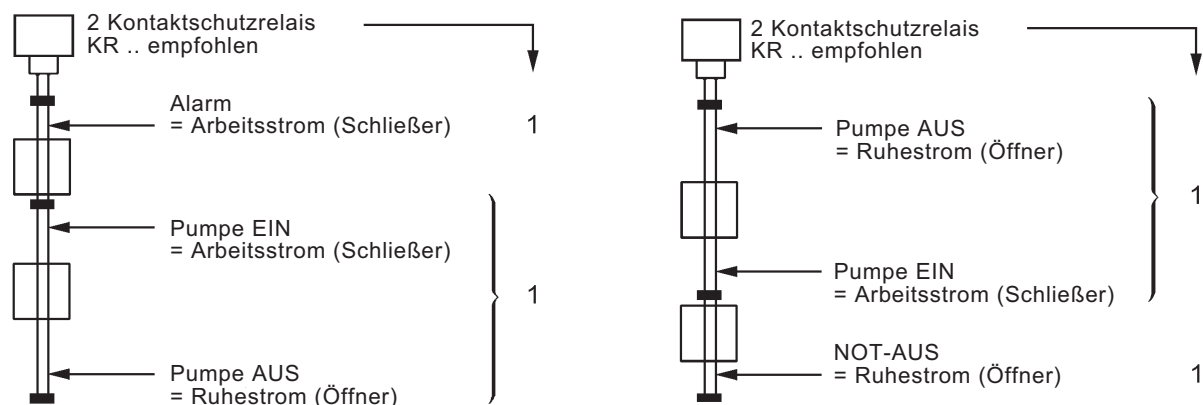 2 Kontaktschutzrelais
KR .. empfohlen
Alarm
= Arbeitsstrom (Schließer)
1
Pumpe EIN
= Arbeitsstrom (Schließer)
1
Pumpe AUS
= Ruhestrom (Öffner)
2 Kontaktschutzrelais
KR .. empfohlen
Pumpe AUS
= Ruhestrom (Öffner)
1
Pumpe EIN
= Arbeitsstrom (Schließer)
NOT-AUS
= Ruhestrom (Öffner)
1